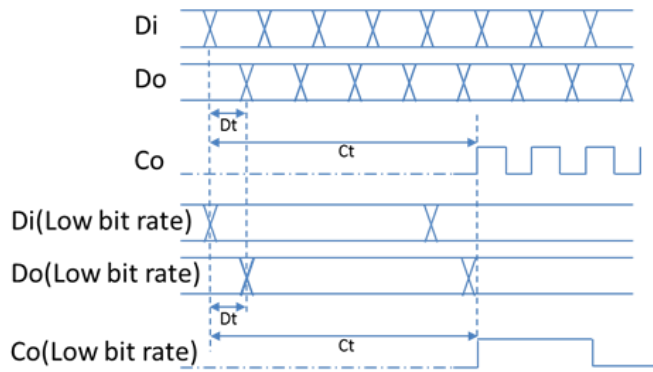 Di
Do
Dt
Ct
Co
Di(Low bit rate)
Do(Low bit rate)
Dt
Ct
Co(Low bit rate)